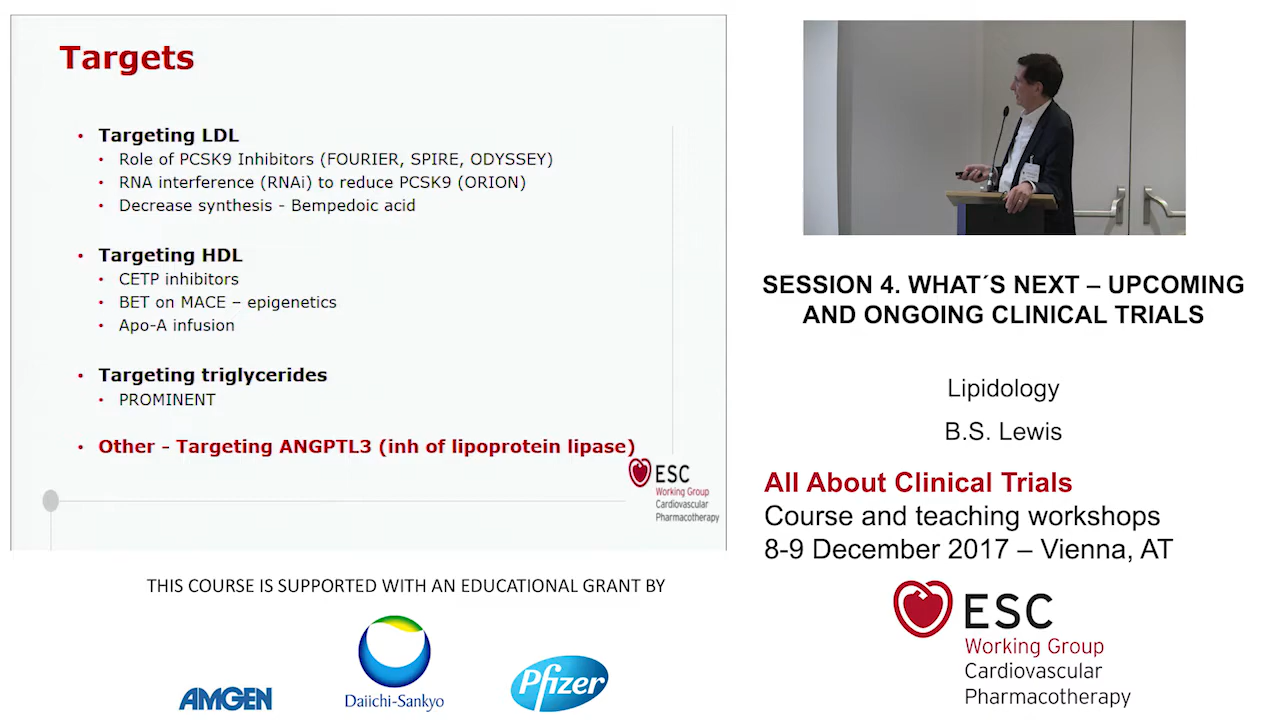 Targets
• Targeting LDL
• Role of PCSK9 Inhibitors (FOURIER, SPIRE, ODYSSEY)
• RNA interference (RNAi) to reduce PCSK9 (ORION)
• Decrease synthesis - Bempedoic acid
• Targeting HDL
• CETP inhibitors
• BET on MACE – epigenetics
• Apo-A infusion
• Targeting triglycerides
• PROMINENT
• Other - Targeting ANGPTL3 (inh of lipoprotein lipase)
ESC
Working Group
Cardiovascular
Pharmacotherapy
THIS COURSE IS SUPPORTED WITH AN EDUCATIONAL GRANT BY
AMGEN
Daiichi-Sankyo
Pfizer
SESSION 4. WHAT´S NEXT – UPCOMING
AND ONGOING CLINICAL TRIALS
Lipidology
B.S. Lewis
All About Clinical Trials
Course and teaching workshops
8-9 December 2017 – Vienna, AT
ESC
Working Group
Cardiovascular
Pharmacotherapy